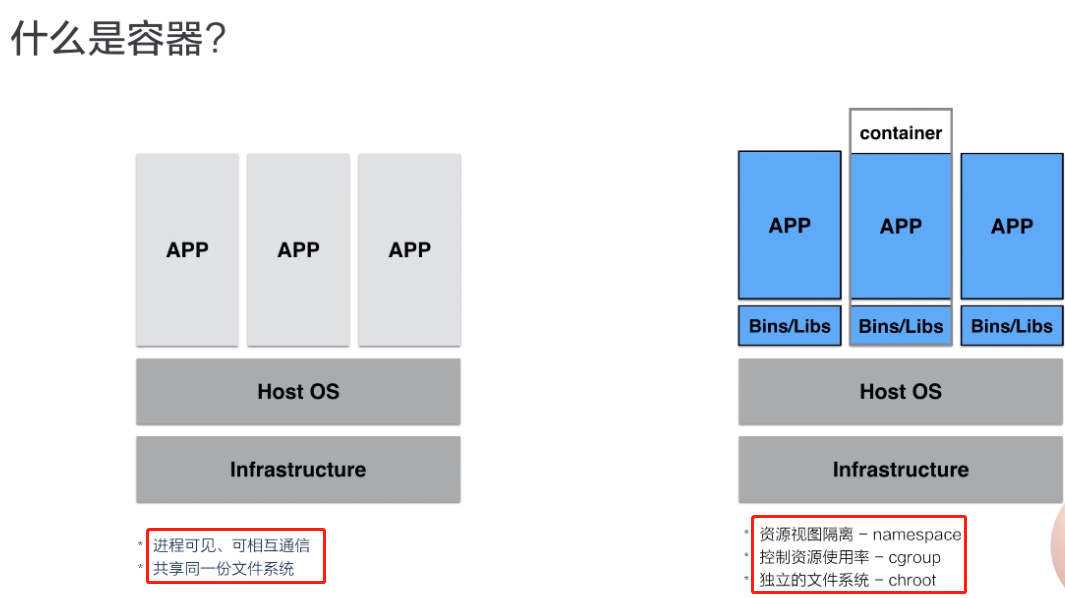 什么是容器?
APP
APP
APP
Host OS
Infrastructure
* 进程可见、可相互通信
* 共享同一份文件系统
container
APP
APP
APP
Bins/Libs
Bins/Libs
Bins/Libs
Host OS
Infrastructure
* 资源视图隔离 – namespace
* 控制资源使用率 – cgroup
* 独立的文件系统 – chroot